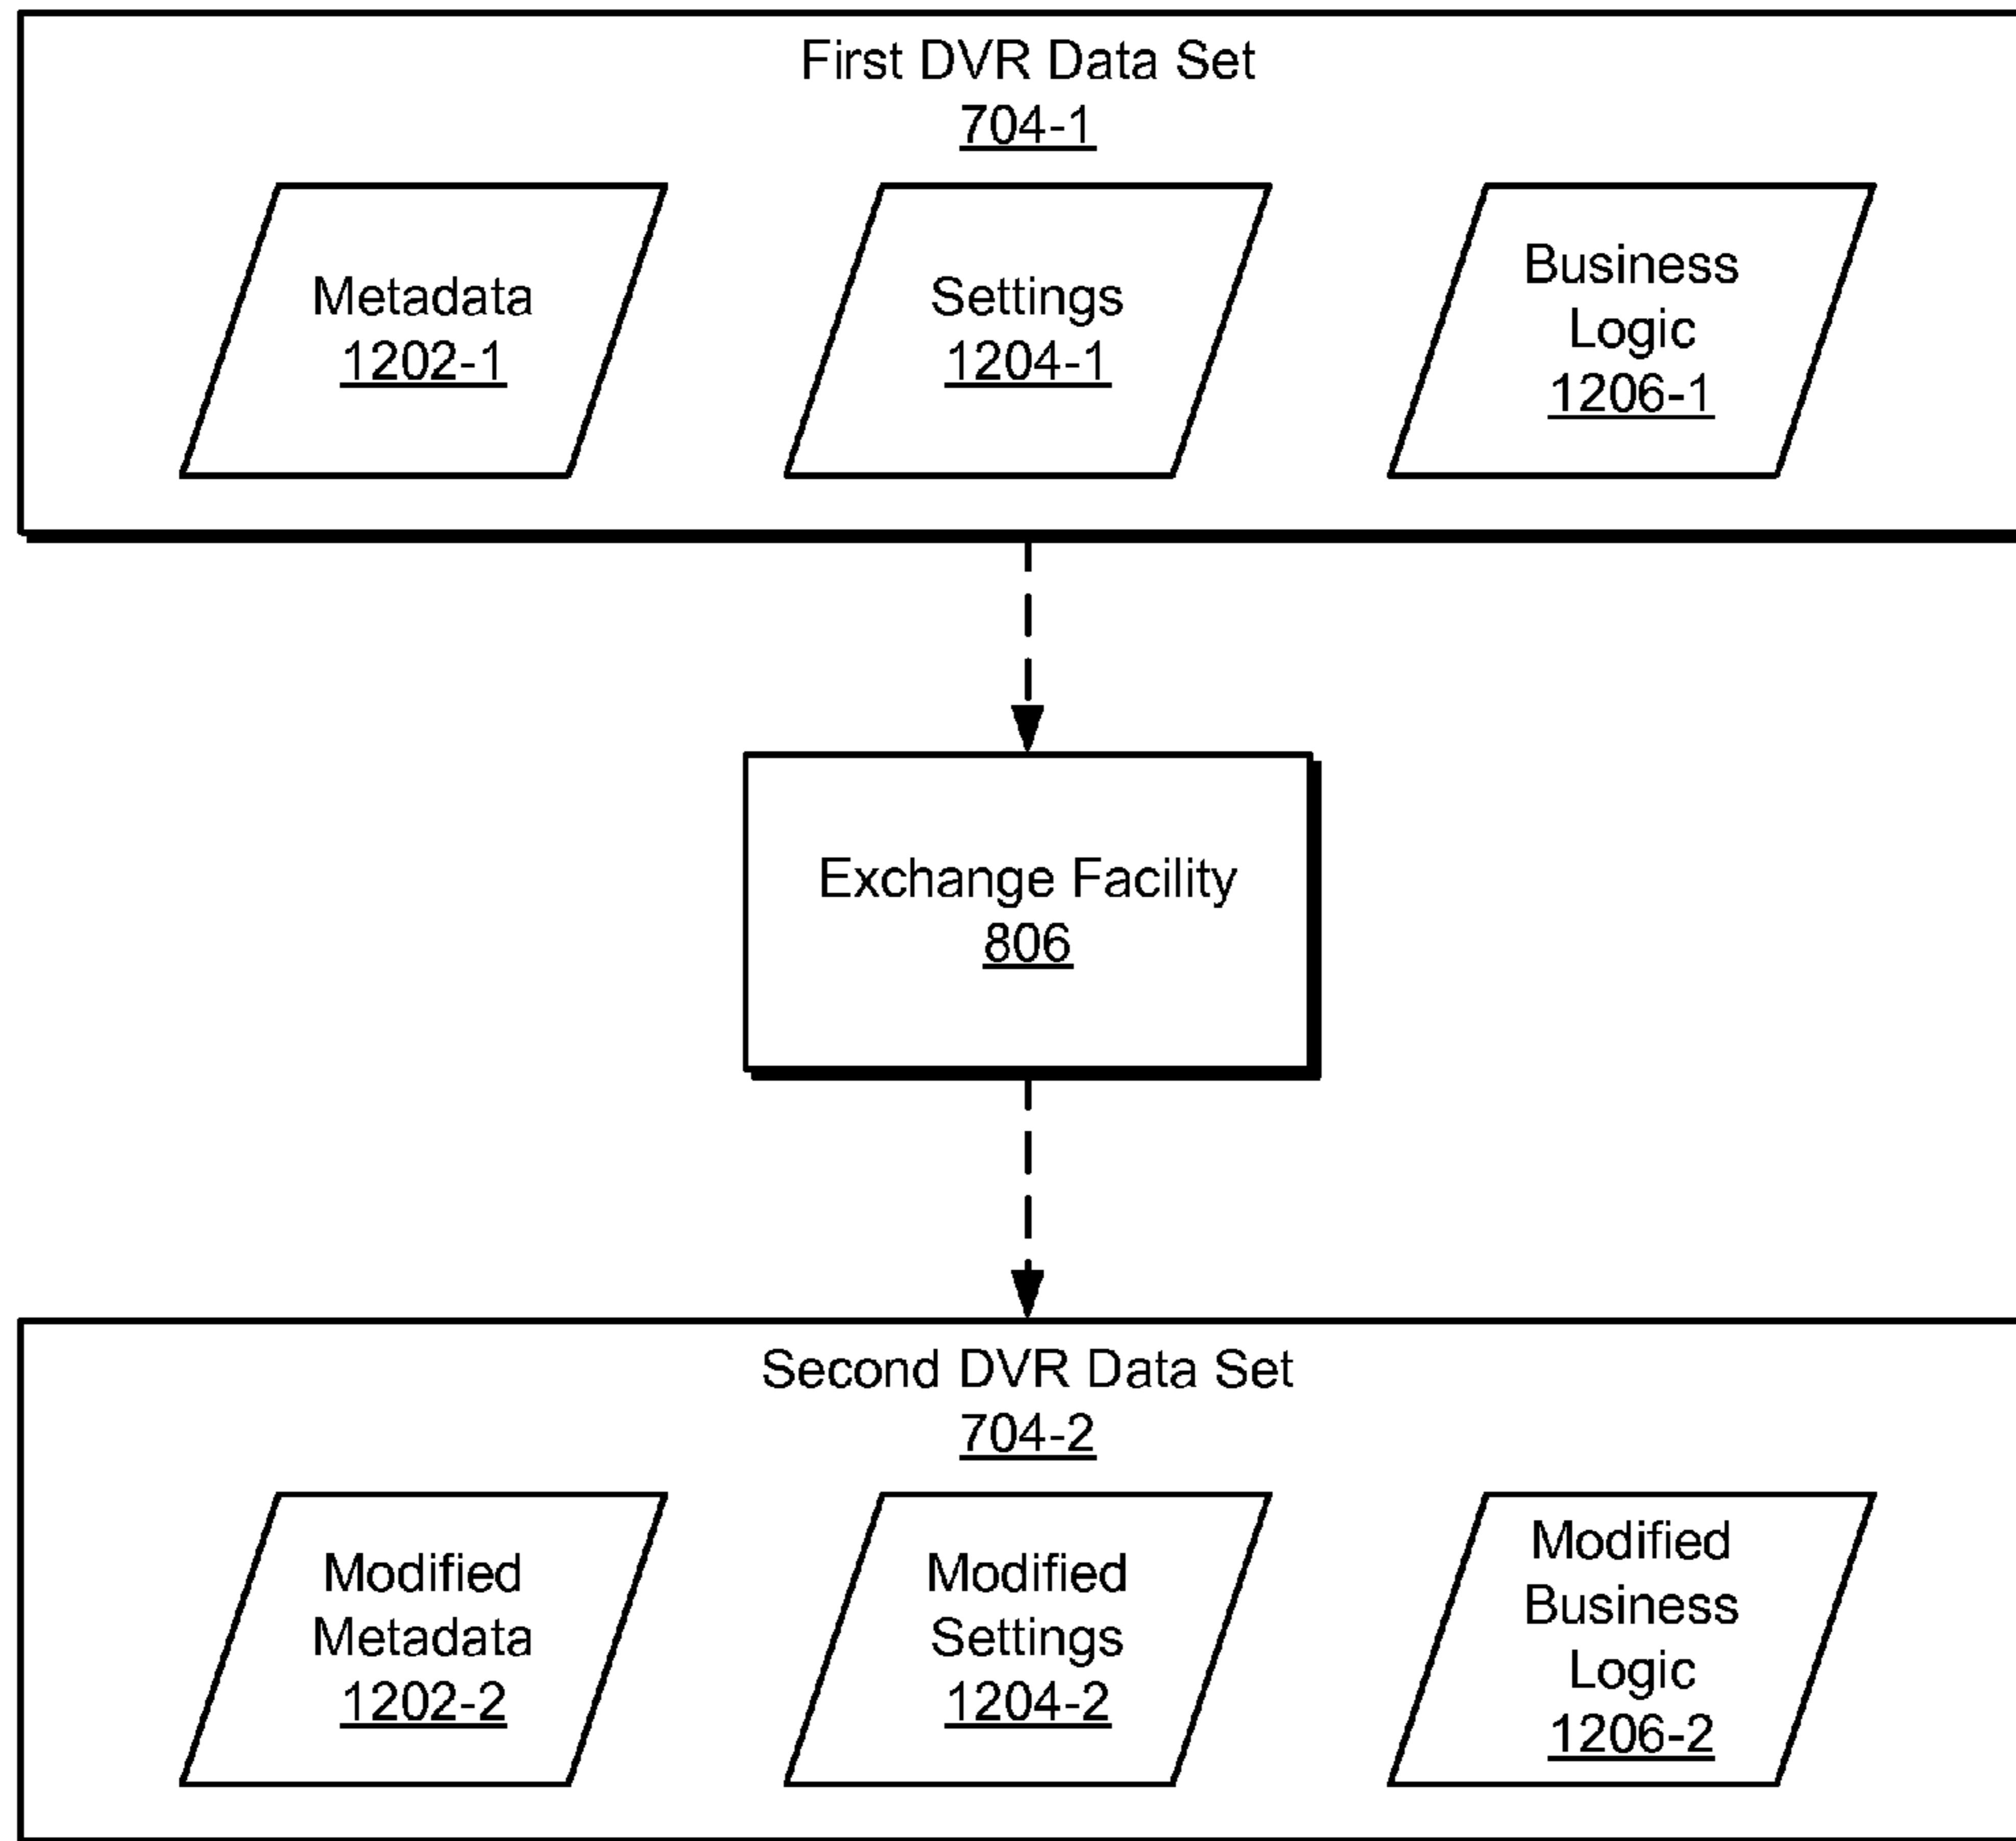 First DVR Data Set
704-1
Metadata
1202-1
Settings
1204-1
Business
Logic
1206-1
Exchange Facility
806
Second DVR Data Set
704-2
Modified
Metadata
1202-2
Modified
Settings
1204-2
Modified
Business
Logic
1206-2